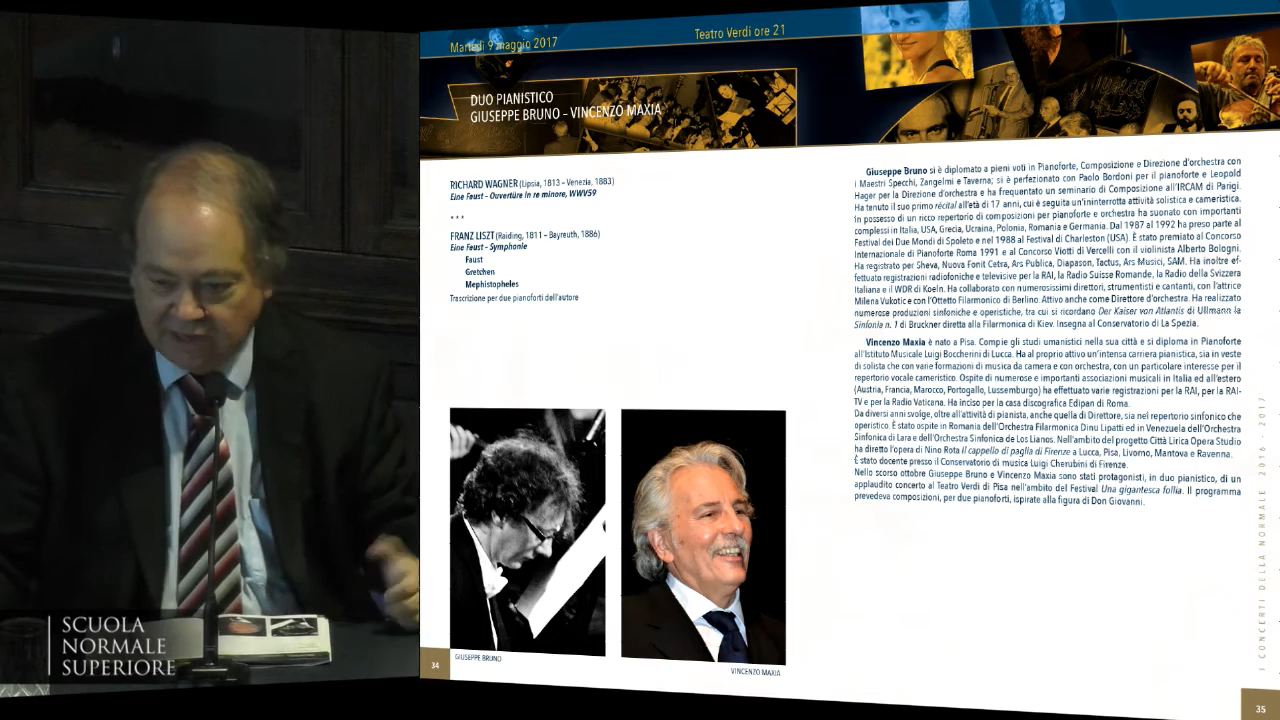 Martedì 9 maggio 2017
Teatro Verdi ore 21
DUO PIANISTICO
GIUSEPPE BRUNO – VINCENZO MAXIA
RICHARD WAGNER (Lipsia, 1813 – Venezia, 1883)
Eine Faust – Ouvertüre in re minore, WWV59
* * *
FRANZ LISZT (Raiding, 1811 – Bayreuth, 1886)
Eine Faust – Symphonie
Faust
Gretchen
Mephistopheles
Trascrizione per due pianoforti dell'autore
GIUSEPPE BRUNO
VINCENZO MAXIA
34
Giuseppe Bruno si è diplomato a pieni voti in Pianoforte, Composizione e Direzione d'orchestra con
i Maestri Specchi, Zangelmi e Taverna; si è perfezionato con Paolo Bordoni per il pianoforte e Leopold
Hager per la Direzione d'orchestra e ha frequentato un seminario di Composizione all'IRCAM di Parigi.
Ha tenuto il suo primo récital all'età di 17 anni, cui è seguita un'ininterrotta attività solistica e cameristica.
In possesso di un ricco repertorio di composizioni per pianoforte e orchestra ha suonato con importanti
complessi in Italia, USA, Grecia, Ucraina, Polonia, Romania e Germania. Dal 1987 al 1992 ha preso parte al
Festival dei Due Mondi di Spoleto e nel 1988 al Festival di Charleston (USA). È stato premiato al Concorso
Internazionale di Pianoforte Roma 1991 e al Concorso Viotti di Vercelli con il violinista Alberto Bologni.
Ha registrato per Sheva, Nuova Fonit Cetra, Ars Publica, Diapason, Tactus, Ars Musici, SAM. Ha inoltre ef-
fettuato registrazioni radiofoniche e televisive per la RAI, la Radio Suisse Romande, la Radio della Svizzera
Italiana e il WDR di Koeln. Ha collaborato con numerosissimi direttori, strumentisti e cantanti, con l'attrice
Milena Vukotic e con l'Ottetto Filarmonico di Berlino. Attivo anche come Direttore d'orchestra. Ha realizzato
numerose produzioni sinfoniche e operistiche, tra cui si ricordano Der Kaiser von Atlantis di Ullmann la
Sinfonia n. 1 di Bruckner diretta alla Filarmonica di Kiev. Insegna al Conservatorio di La Spezia.
Vincenzo Maxia è nato a Pisa. Compie gli studi umanistici nella sua città e si diploma in Pianoforte
all'Istituto Musicale Luigi Boccherini di Lucca. Ha al proprio attivo un'intensa carriera pianistica, sia in veste
di solista che con varie formazioni di musica da camera e con orchestra, con un particolare interesse per il
repertorio vocale cameristico. Ospite di numerose e importanti associazioni musicali in Italia ed all'estero
(Austria, Francia, Marocco, Portogallo, Lussemburgo) ha effettuato varie registrazioni per la RAI, per la RAI-
TV e per la Radio Vaticana. Ha inciso per la casa discografica Edipan di Roma.
Da diversi anni svolge, oltre all'attività di pianista, anche quella di Direttore, sia nel repertorio sinfonico che
operistico. È stato ospite in Romania dell'Orchestra Filarmonica Dinu Lipatti ed in Venezuela dell'Orchestra
Sinfonica di Lara e dell'Orchestra Sinfonica de Los Llanos. Nell'ambito del progetto Città Lirica Opera Studio
ha diretto l'opera di Nino Rota Il cappello di paglia di Firenze a Lucca, Pisa, Livorno, Mantova e Ravenna.
È stato docente presso il Conservatorio di musica Luigi Cherubini di Firenze.
Nello scorso ottobre Giuseppe Bruno e Vincenzo Maxia sono stati protagonisti, in duo pianistico, di un
applaudito concerto al Teatro Verdi di Pisa nell'ambito del Festival Una gigantesca follia. Il programma
prevedeva composizioni, per due pianoforti, ispirate alla figura di Don Giovanni.
I CONCERTI DELLA NORMALE 2016 - 2017
35
SCUOLA
NORMALE
SUPERIORE